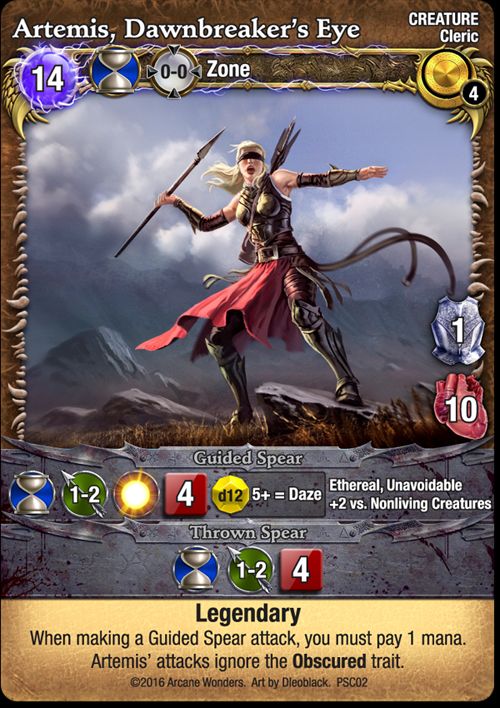 Artemis, Dawnbreaker's Eye
CREATURE
Cleric
14
0-0
Zone
4
1
10
Guided Spear
1-2
4
d12
5+ = Daze
Ethereal, Unavoidable
+2 vs. Nonliving Creatures
Thrown Spear
1-2
4
Legendary
When making a Guided Spear attack, you must pay 1 mana.
Artemis' attacks ignore the Obscured trait.
©2016 Arcane Wonders. Art by Dleoblack. PSC02